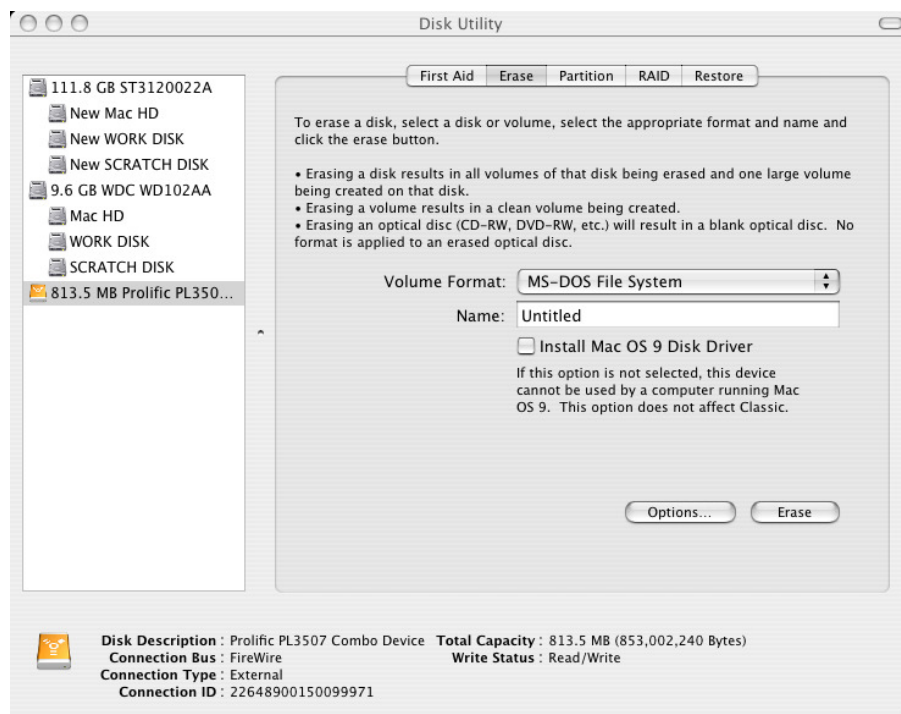 Disk Utility
111.8 GB ST3120022A
New Mac HD
New WORK DISK
New SCRATCH DISK
9.6 GB WDC WD102AA
Mac HD
WORK DISK
SCRATCH DISK
813.5 MB Prolific PL350...
First Aid Erase Partition RAID Restore
To erase a disk, select a disk or volume, select the appropriate format and name and
click the erase button.
• Erasing a disk results in all volumes of that disk being erased and one large volume
being created on that disk.
• Erasing a volume results in a clean volume being created.
• Erasing an optical disc (CD-RW, DVD-RW, etc.) will result in a blank optical disc. No
format is applied to an erased optical disc.
Volume Format: MS-DOS File System
Name: Untitled
Install Mac OS 9 Disk Driver
If this option is not selected, this device
cannot be used by a computer running Mac
OS 9. This option does not affect Classic.
Options... Erase
Disk Description : Prolific PL3507 Combo Device Total Capacity : 813.5 MB (853,002,240 Bytes)
Connection Bus : FireWire Write Status : Read/Write
Connection Type : External
Connection ID : 22648900150099971